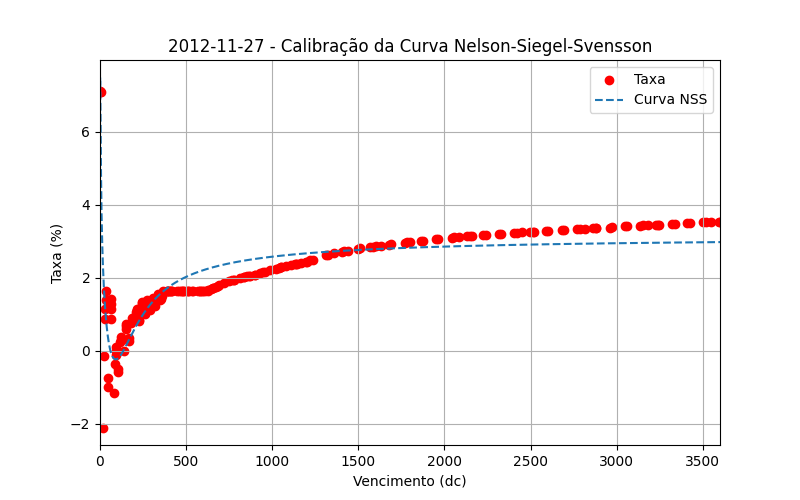 2012-11-27 - Calibração da Curva Nelson-Siegel-Svensson
Taxa
Curva NSS
Taxa (%)
6
4
2
0
−2
0 500 1000 1500 2000 2500 3000 3500
Vencimento (dc)